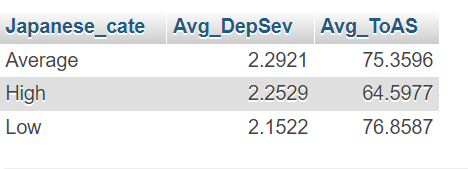 Japanese_cate Avg_DepSev Avg_ToAS
Average 2.2921 75.3596
High 2.2529 64.5977
Low 2.1522 76.8587